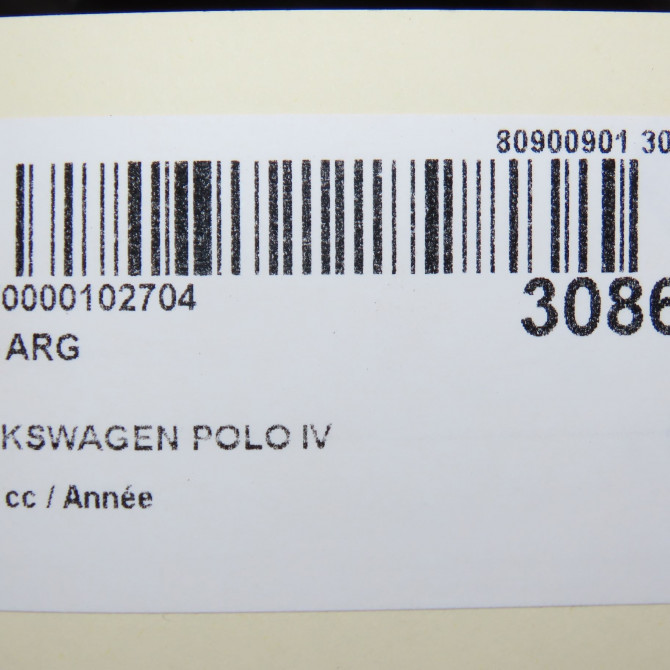 80900901 30
0000102704
3086
ARG
KSWAGEN POLO IV
cc / Année